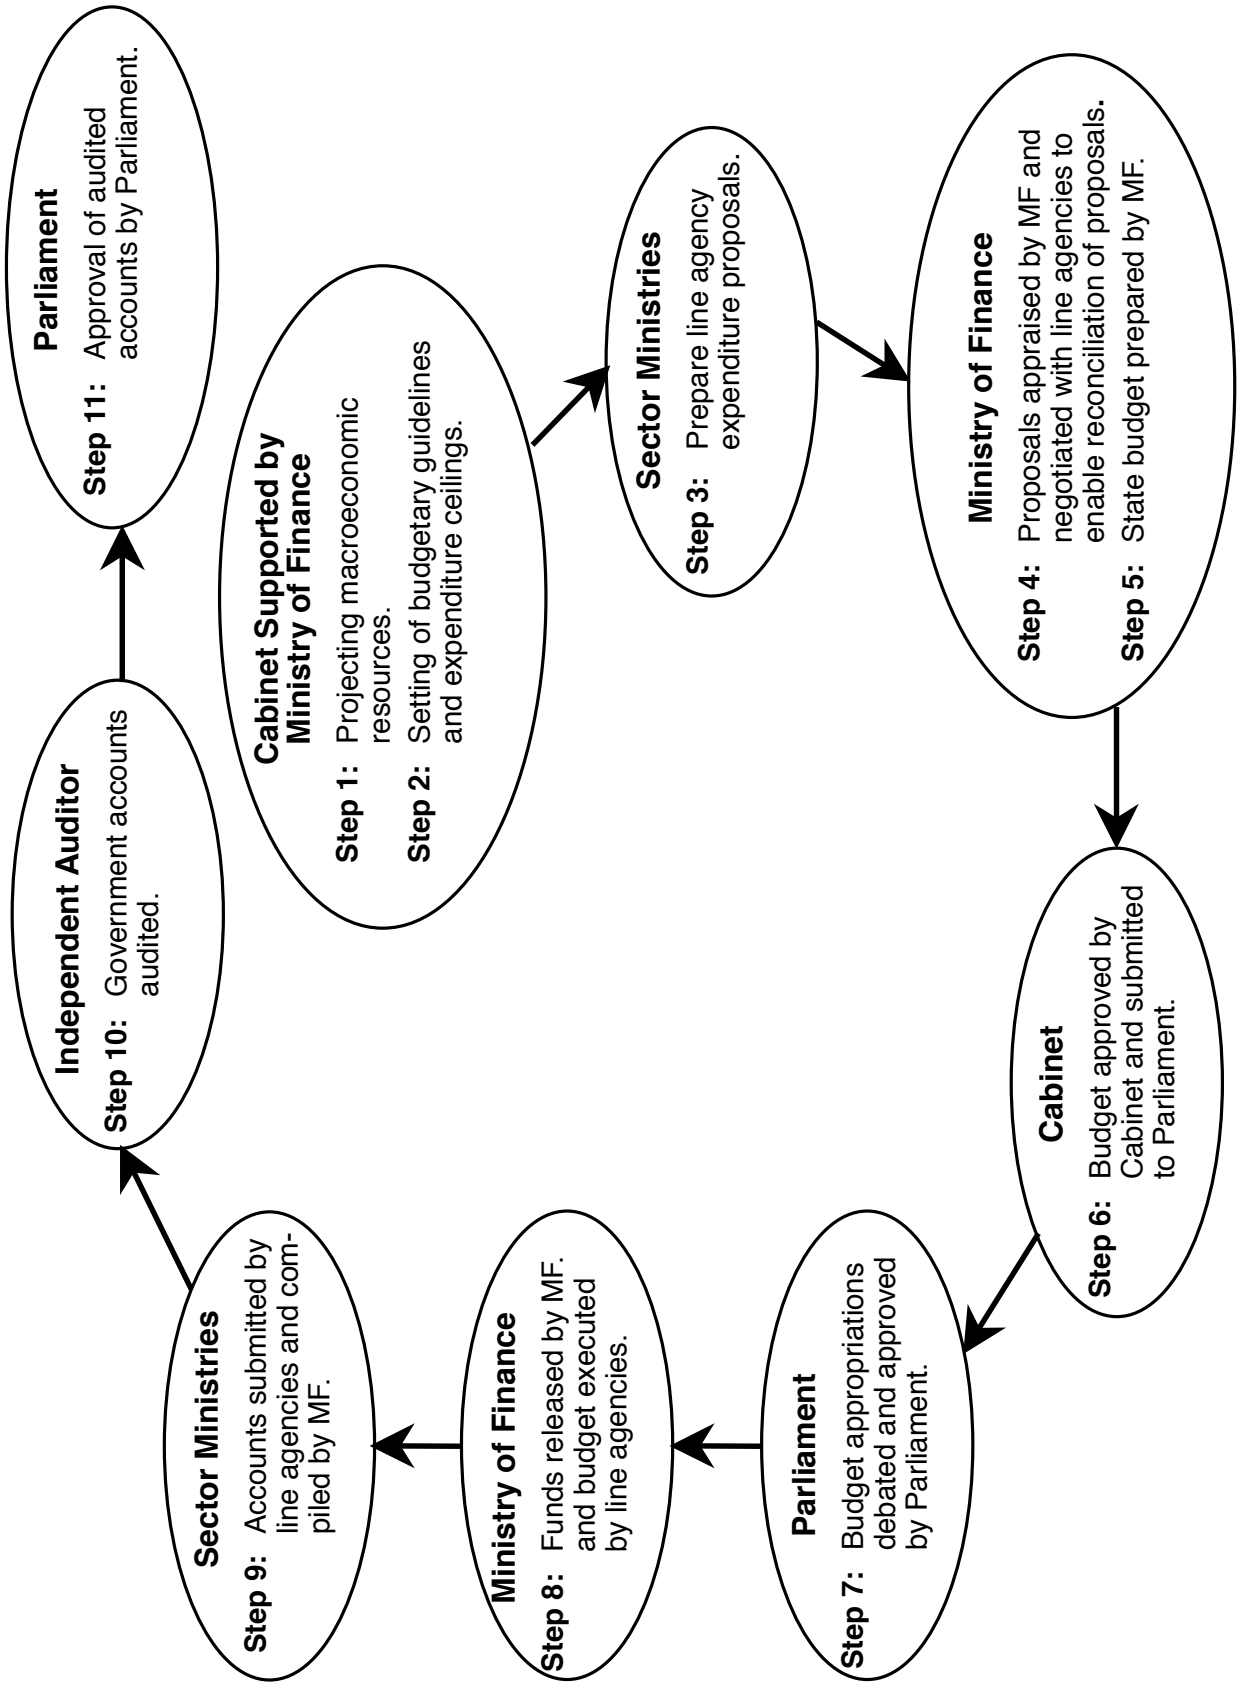 Cabinet Supported by
Ministry of Finance
Step 1: Projecting macroeconomic
resources.
Step 2: Setting of budgetary guidelines
and expenditure ceilings.
Sector Ministries
Step 3: Prepare line agency
expenditure proposals.
Ministry of Finance
Step 4: Proposals appraised by MF and
negotiated with line agencies to
enable reconciliation of proposals.
Step 5: State budget prepared by MF.
Cabinet
Step 6: Budget approved by
Cabinet and submitted
to Parliament.
Parliament
Step 7: Budget appropriations
debated and approved
by Parliament.
Ministry of Finance
Step 8: Funds released by MF.
and budget executed
by line agencies.
Sector Ministries
Step 9: Accounts submitted by
line agencies and com-
piled by MF.
Independent Auditor
Step 10: Government accounts
audited.
Parliament
Step 11: Approval of audited
accounts by Parliament.